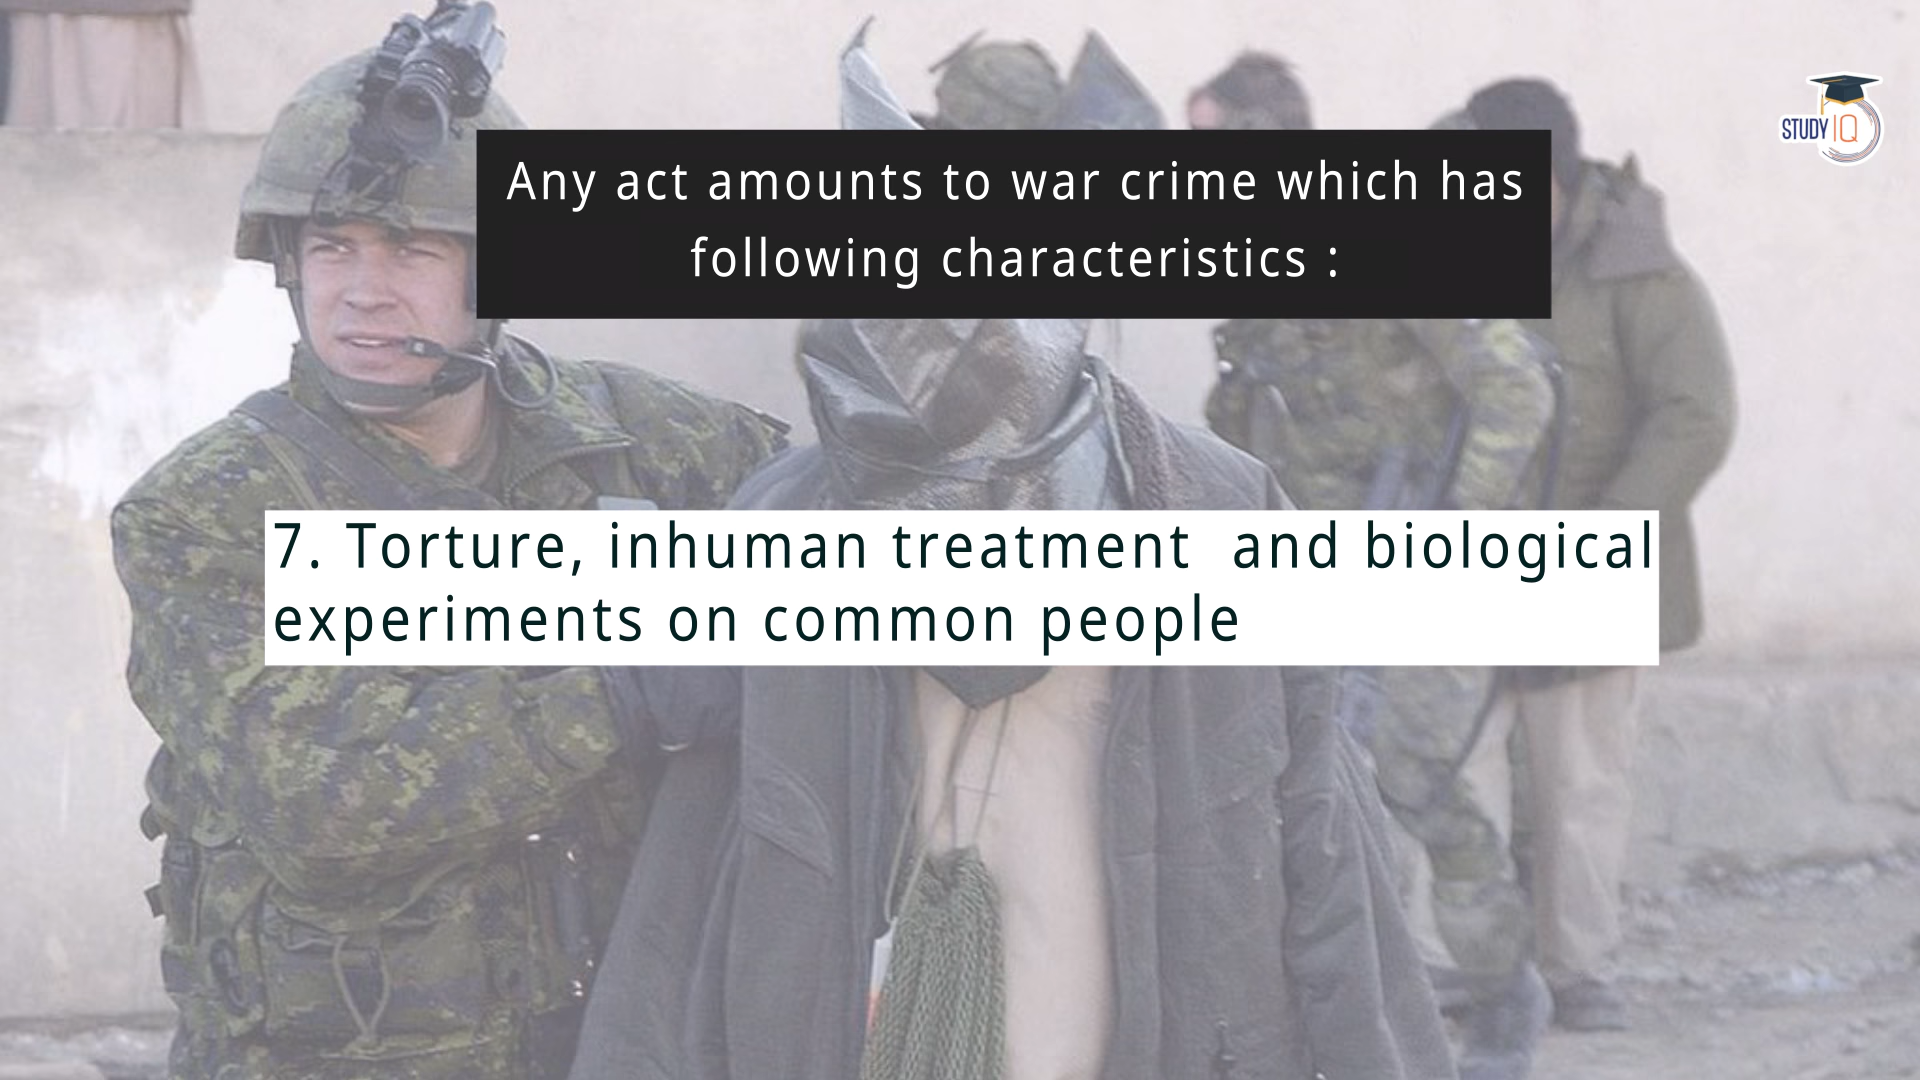 STUDY IQ
Any act amounts to war crime which has
following characteristics :
7. Torture, inhuman treatment  and biological
experiments on common people